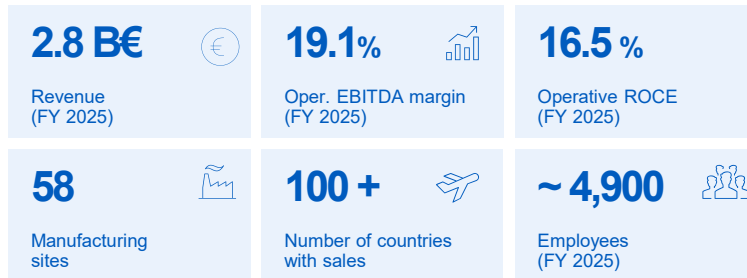 2.8 B€
Revenue
(FY 2025)
19.1%
Oper. EBITDA margin
(FY 2025)
16.5 %
Operative ROCE
(FY 2025)
58
Manufacturing
sites
100 +
Number of countries
with sales
~ 4,900
Employees
(FY 2025)